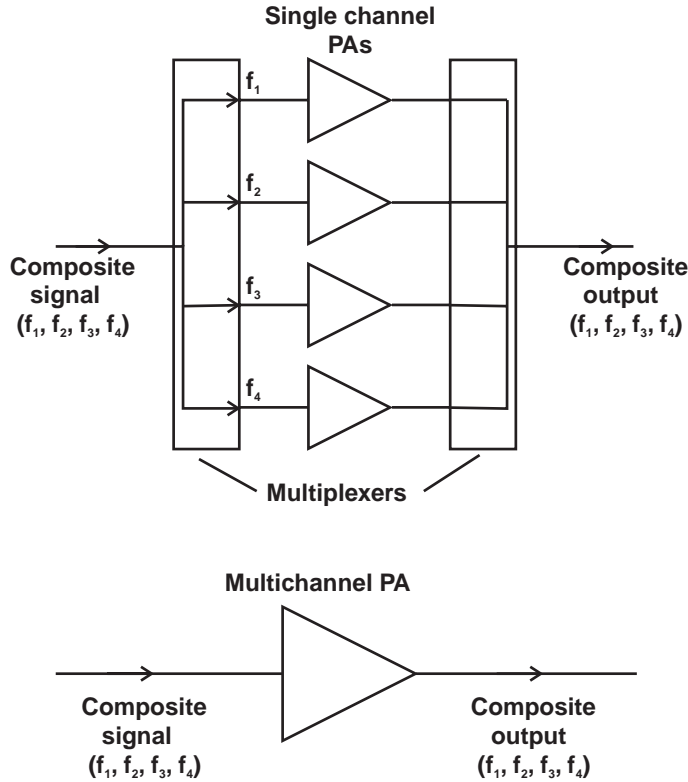 Single channel
PAs
f₁
f₂
Composite
signal
(f₁, f₂, f₃, f₄)
f₃
Composite
output
(f₁, f₂, f₃, f₄)
f₄
Multiplexers
Multichannel PA
Composite
signal
(f₁, f₂, f₃, f₄)
Composite
output
(f₁, f₂, f₃, f₄)